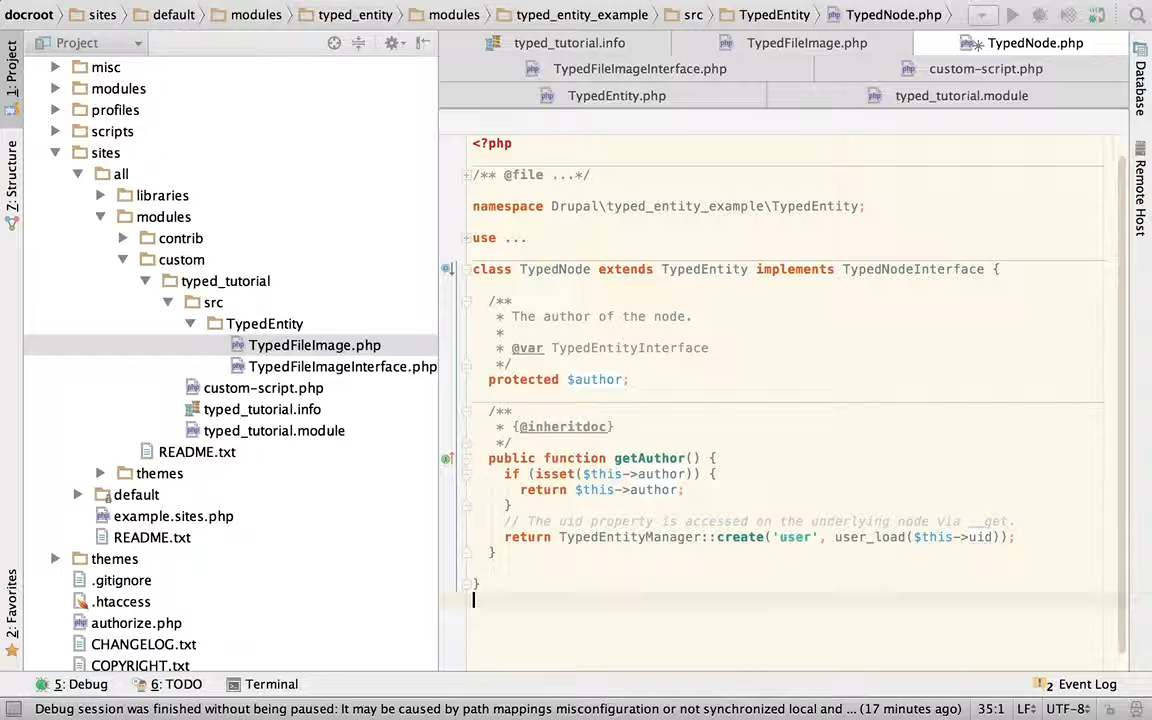 docroot sites default modules typed_entity modules typed_entity_example src TypedEntity TypedNode.php
Project
1: Project
Z: Structure
2: Favorites
misc
modules
profiles
scripts
sites
all
libraries
modules
contrib
custom
typed_tutorial
src
TypedEntity
TypedFileImage.php
TypedFileImageInterface.php
custom-script.php
typed_tutorial.info
typed_tutorial.module
README.txt
themes
default
example.sites.php
README.txt
themes
.gitignore
.htaccess
authorize.php
CHANGELOG.txt
COPYRIGHT.txt
typed_tutorial.info TypedFileImage.php TypedNode.php
TypedFileImageInterface.php custom-script.php
TypedEntity.php typed_tutorial.module
<?php
/** @file ...*/
namespace Drupal\typed_entity_example\TypedEntity;
use ...
class TypedNode extends TypedEntity implements TypedNodeInterface {
/**
* The author of the node.
*
* @var TypedEntityInterface
*/
protected $author;
/**
* {@inheritdoc}
*/
public function getAuthor() {
if (isset($this->author)) {
return $this->author;
}
// The uid property is accessed on the underlying node via __get.
return TypedEntityManager::create('user', user_load($this->uid));
}
}
Database
Remote Host
5: Debug 6: TODO Terminal 2 Event Log
Debug session was finished without being paused: It may be caused by path mappings misconfiguration or not synchronized local and ... (17 minutes ago) 35:1 LF UTF-8